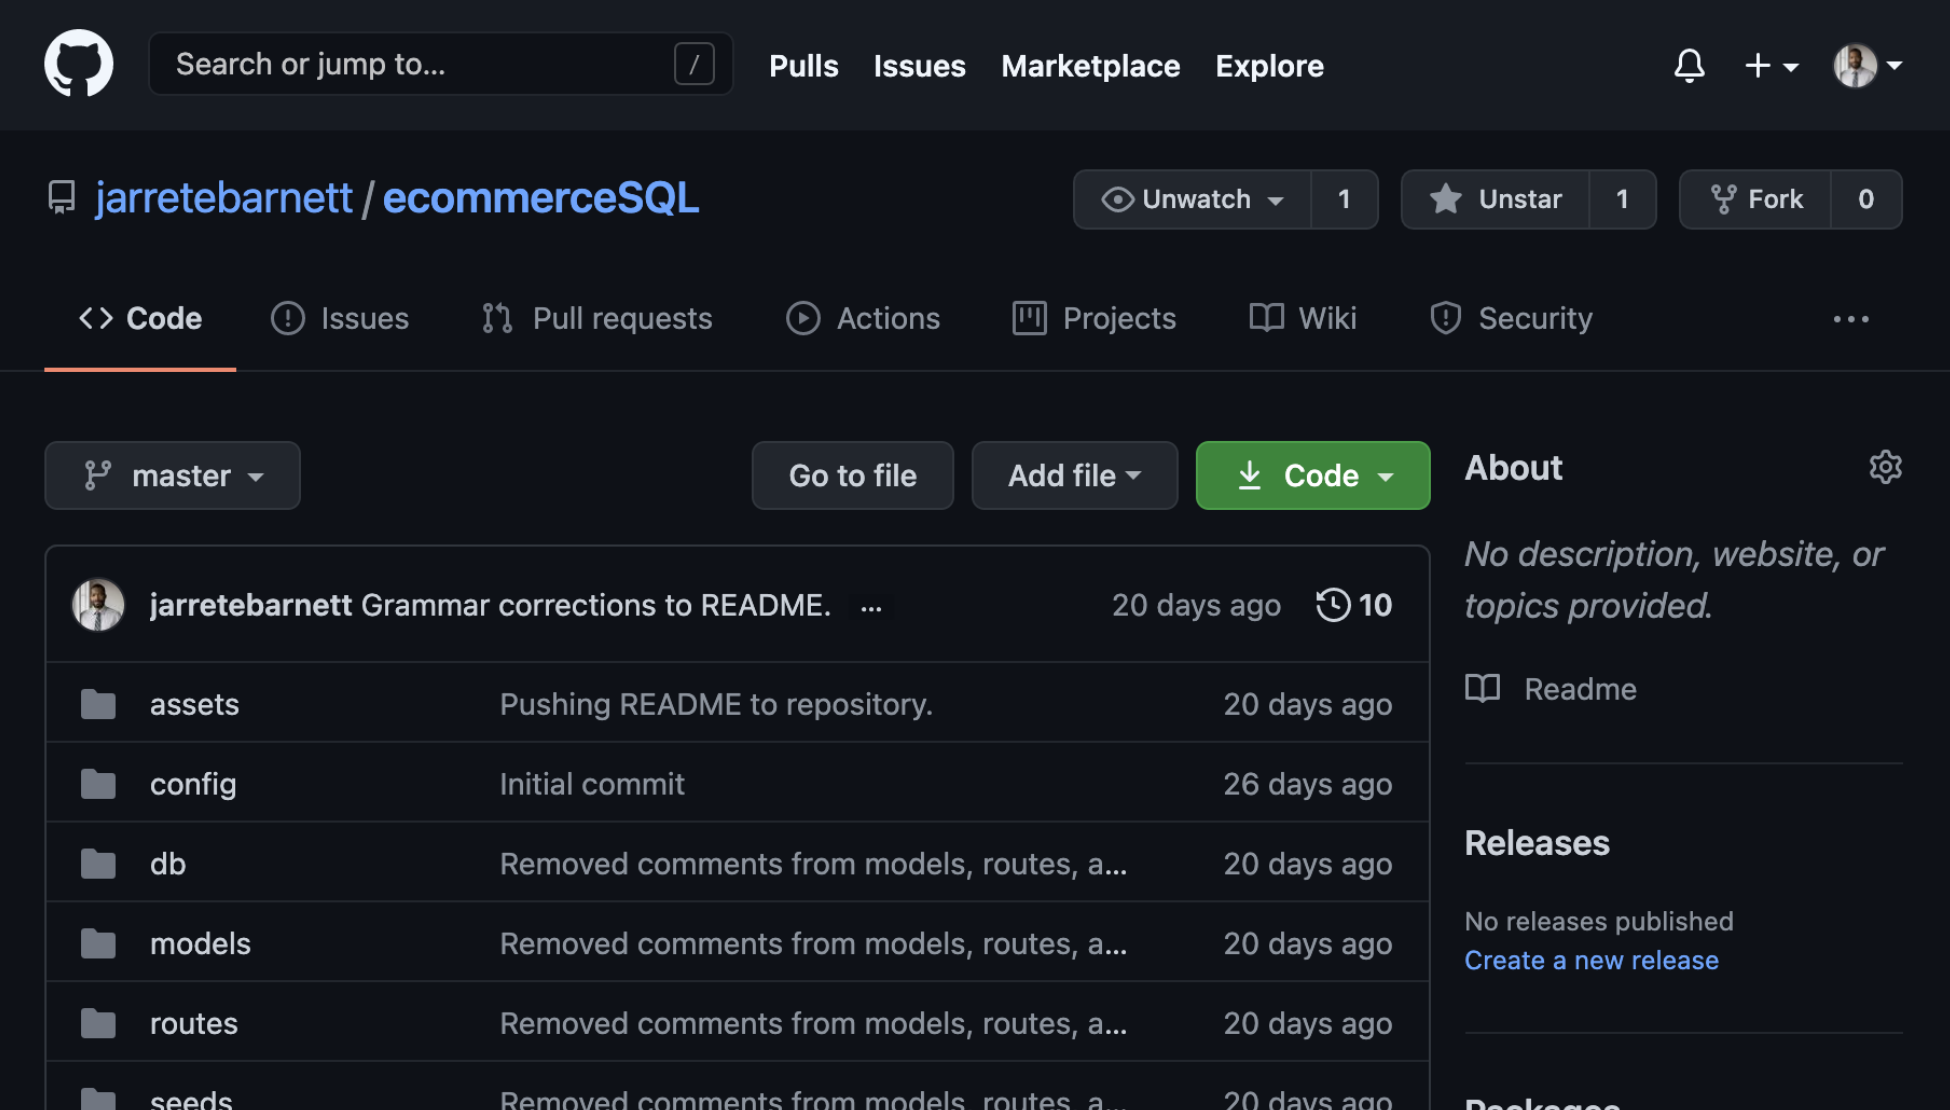 Search or jump to... /
Pulls Issues Marketplace Explore
jarretebarnett / ecommerceSQL
Unwatch 1 Unstar 1 Fork 0
Code Issues Pull requests Actions Projects Wiki Security ...
master Go to file Add file Code
jarretebarnett Grammar corrections to README. ... 20 days ago 10
assets Pushing README to repository. 20 days ago
config Initial commit 26 days ago
db Removed comments from models, routes, a... 20 days ago
models Removed comments from models, routes, a... 20 days ago
routes Removed comments from models, routes, a... 20 days ago
seeds Removed comments from models, routes, a... 20 days ago
About
No description, website, or
topics provided.
Readme
Releases
No releases published
Create a new release
Packages